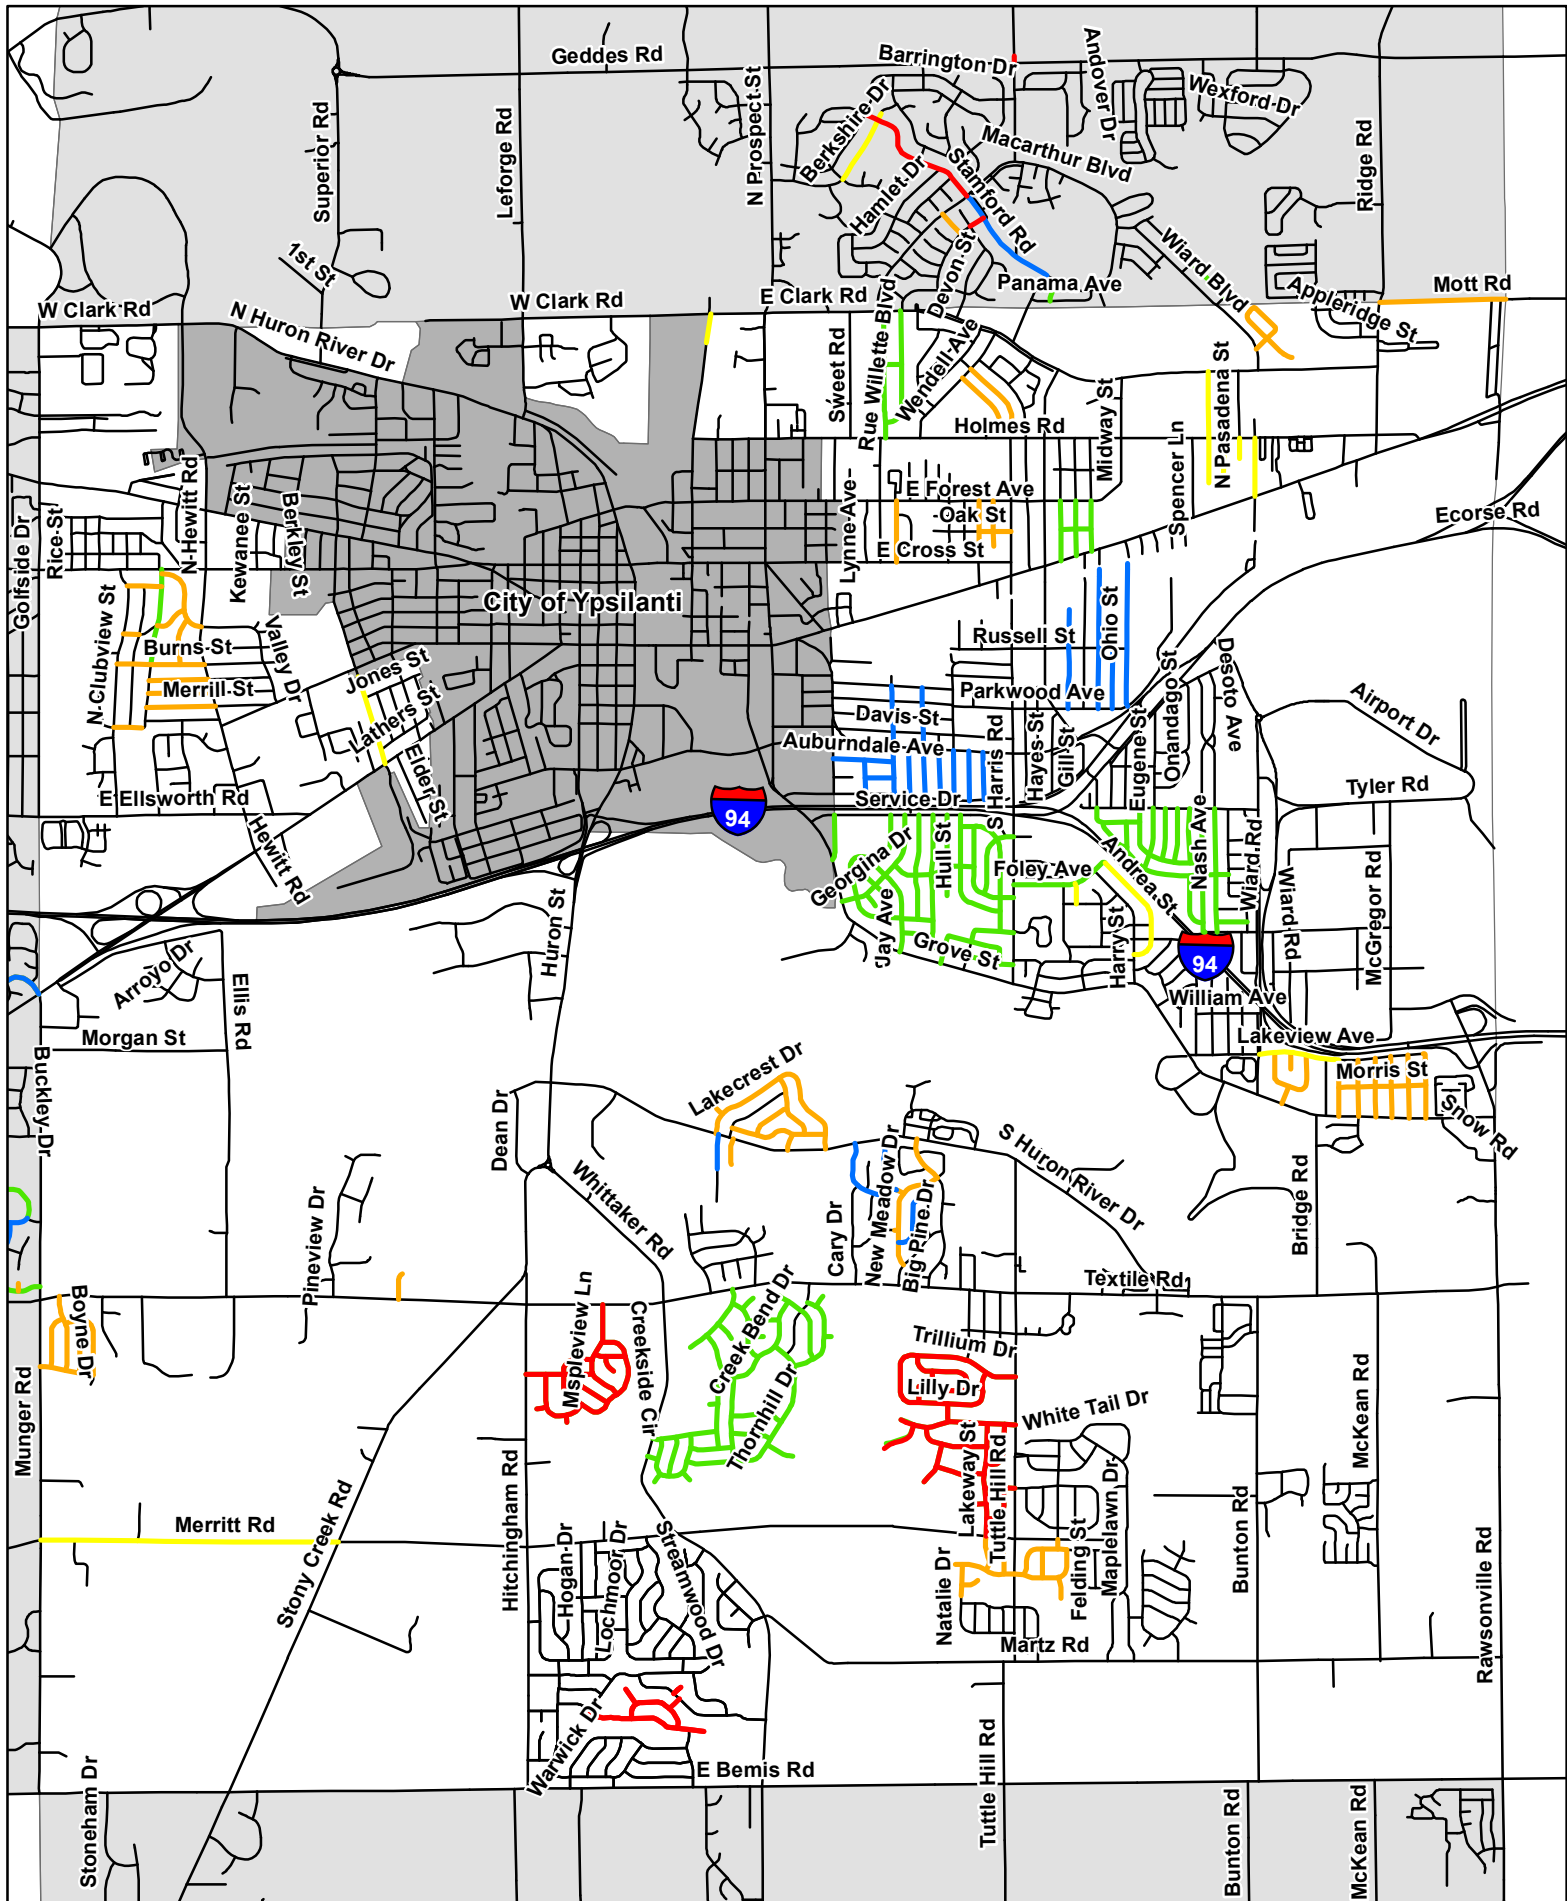 Geddes Rd
Barrington Dr
Andover Dr
Wexford Dr
Berkshire Dr
N Prospect St
Superior Rd
Leforge Rd
Macarthur Blvd
Ridge Rd
Hamlet Dr
Stamford Rd
1st St
Devon St
Wiard Blvd
Panama Ave
Mott Rd
W Clark Rd
W Clark Rd
E Clark Rd
Appleridge St
N Huron River Dr
Rue Willette Blvd
Wendell Ave
Sweet Rd
Midway St
N Pasadena St
Holmes Rd
Spencer Ln
N Hewitt Rd
Kewanee St
Berkley St
E Forest Ave
Oak St
Ecorse Rd
Golfside Dr
Rice St
Lynne Ave
E Cross St
City of Ypsilanti
N Clubview St
Burns St
Valley Dr
Russell St
Ohio St
Desoto Ave
Jones St
Merrill St
Parkwood Ave
Onandago St
Airport Dr
Lathers St
Davis St
S Harris Rd
Hayes St
Gill St
Eugene St
Auburndale Ave
Elder St
E Ellsworth Rd
Service Dr
Tyler Rd
94
Hewitt Rd
Georgina Dr
Hull St
Foley Ave
Andrea St
Nash Ave
Wiard Rd
Wiard Rd
McGregor Rd
Huron St
Jay Ave
Grove St
Harry St
94
Arroyo Dr
Ellis Rd
William Ave
Morgan St
Lakeview Ave
Buckley Dr
Lakecrest Dr
Morris St
Snow Rd
Dean Dr
Whittaker Rd
New Meadow Dr
S Huron River Dr
Bridge Rd
Pineview Dr
Cary Dr
Big Pine Dr
Textile Rd
Boyne Dr
Mspleview Ln
Creekside Cir
Creek Bend Dr
Trillium Dr
Lilly Dr
Thornhill Dr
White Tail Dr
McKean Rd
Munger Rd
Hitchingham Rd
Lakeway St
Tuttle Hill Rd
Maplelawn Dr
Bunton Rd
Merritt Rd
Stony Creek Rd
Hogan Dr
Lochmoor Dr
Streamwood Dr
Natalie Dr
Felding St
Martz Rd
Rawsonville Rd
Warwick Dr
E Bemis Rd
Tuttle Hill Rd
Stoneham Dr
Bunton Rd
McKean Rd